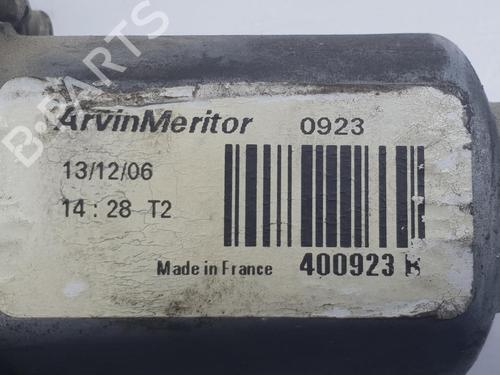 B-PARTS
ArvinMeritor 0923
13/12/06
14 : 28 T2
Made in France 400923